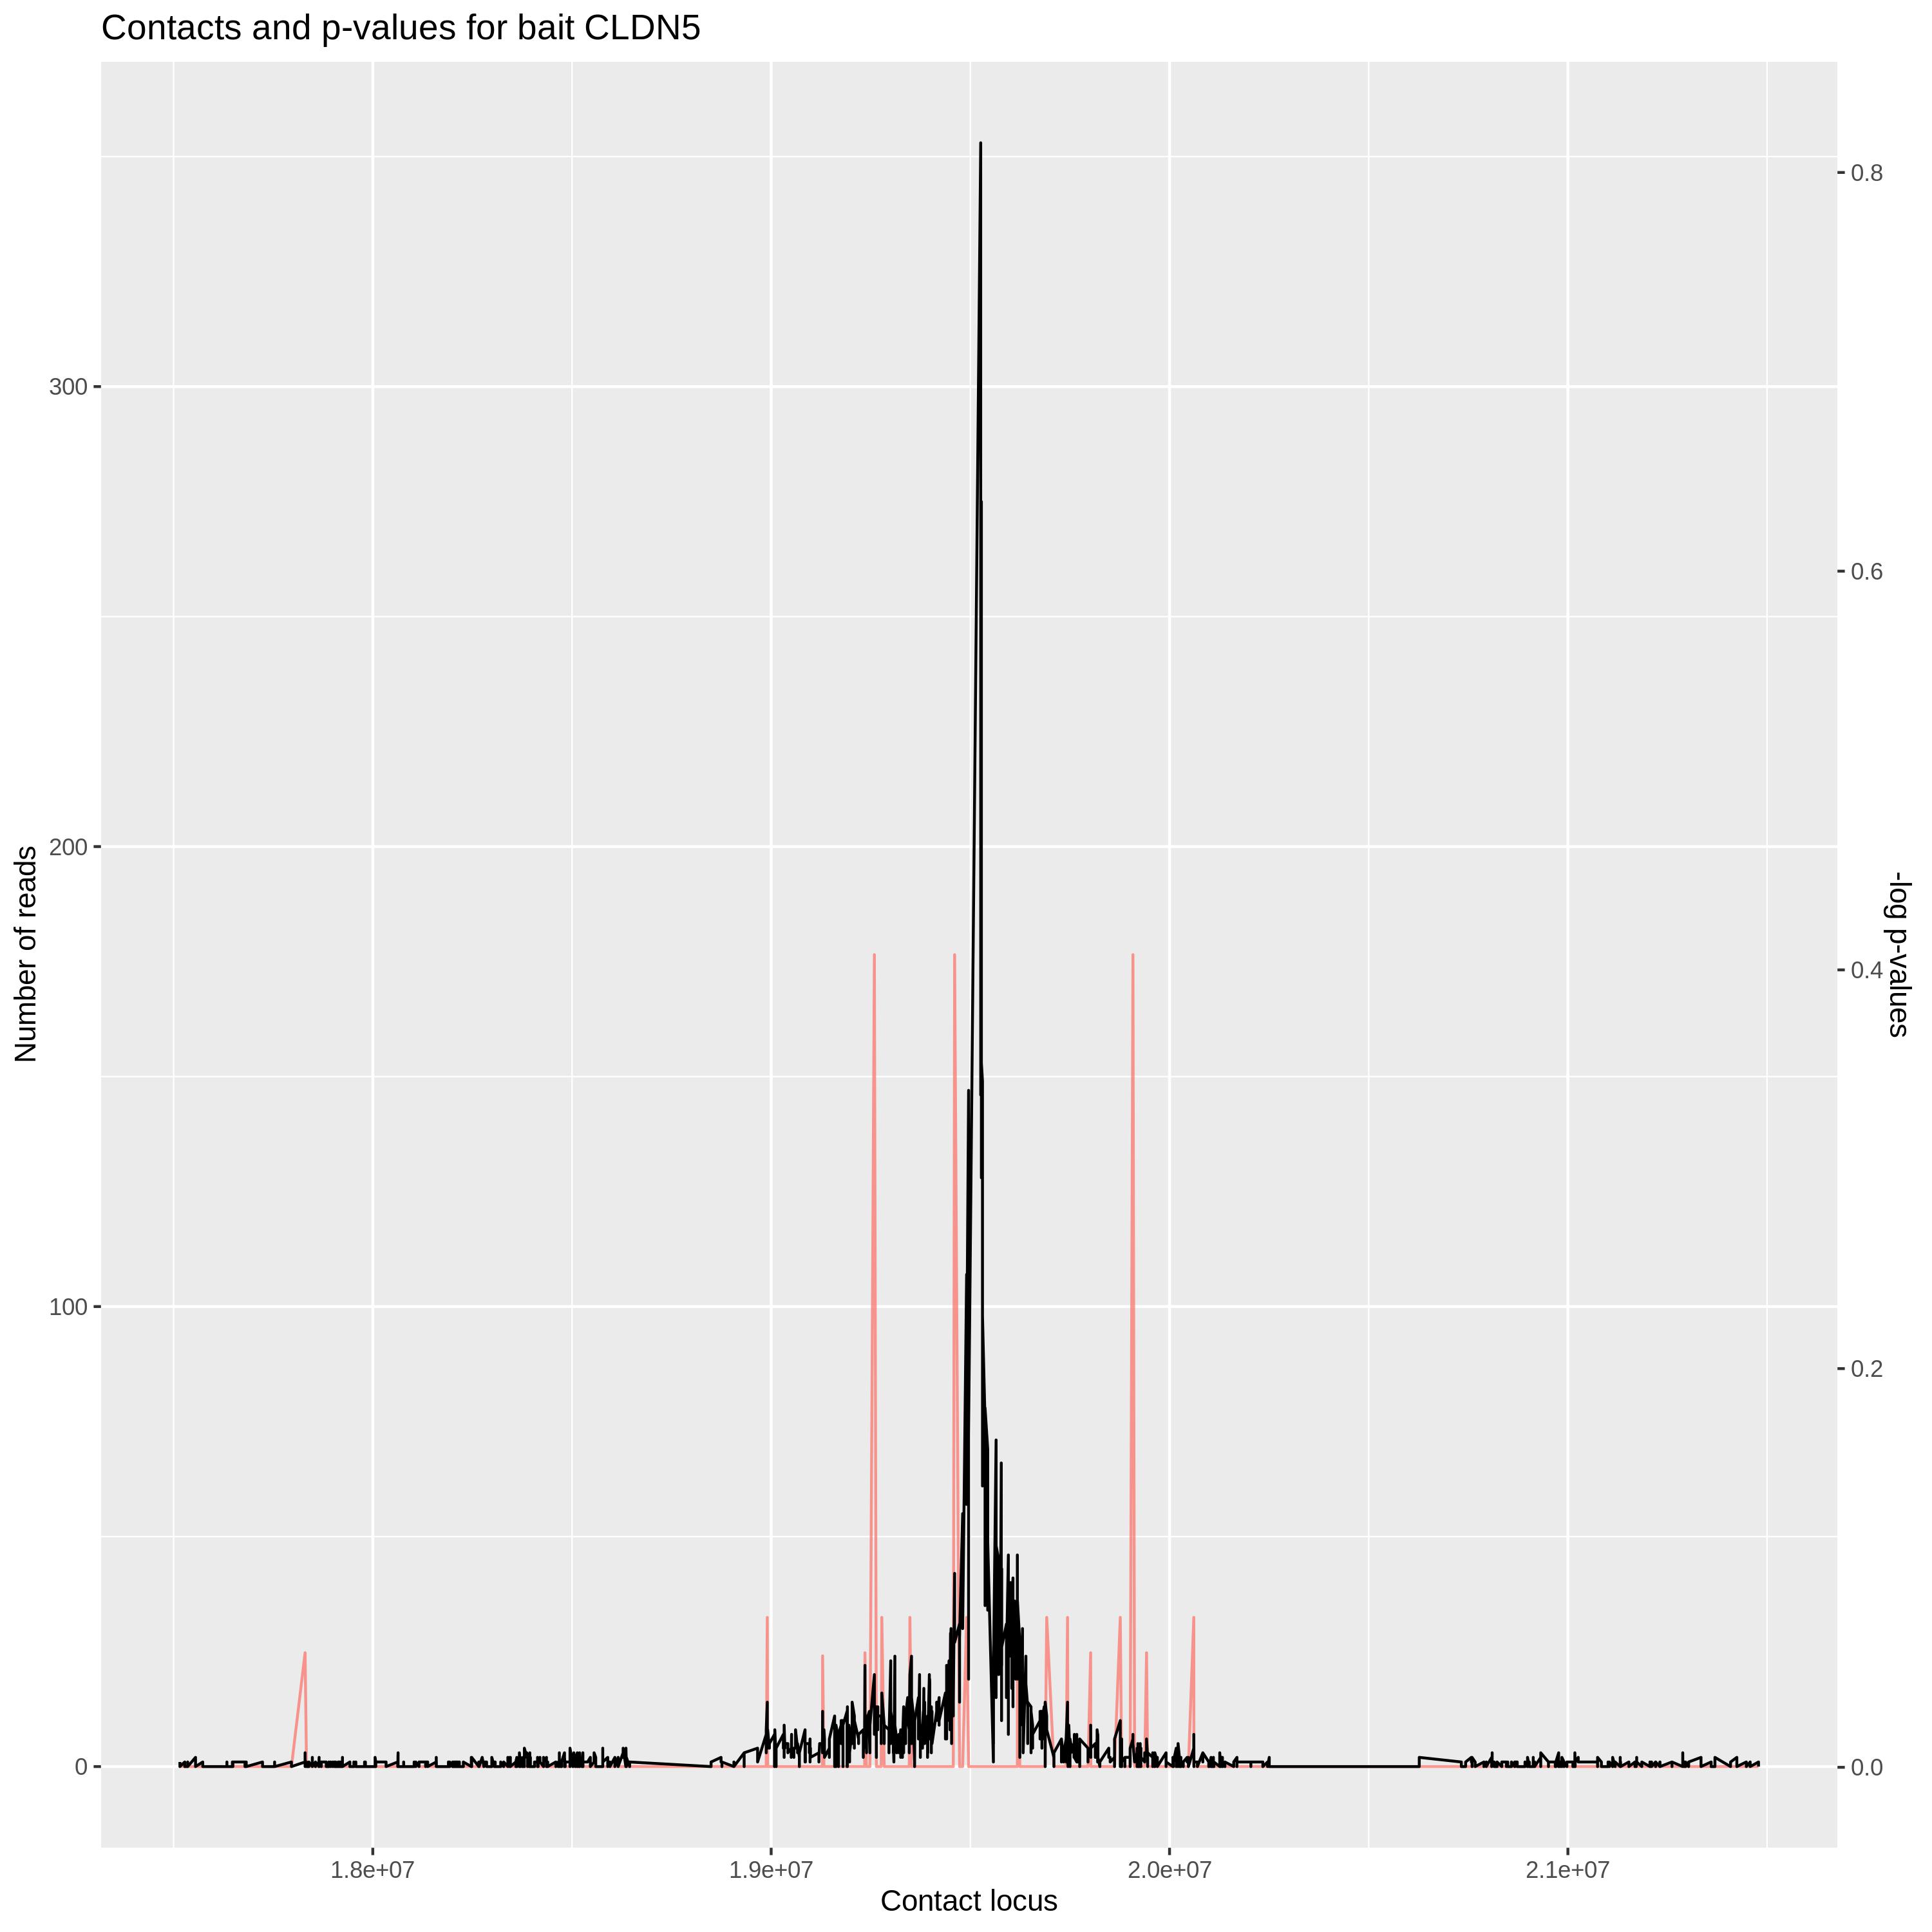 Contacts and p-values for bait CLDN5
300
200
100
0
Number of reads
0.8
0.6
0.4
0.2
0.0
-log p-values
1.8e+07
1.9e+07
2.0e+07
2.1e+07
Contact locus